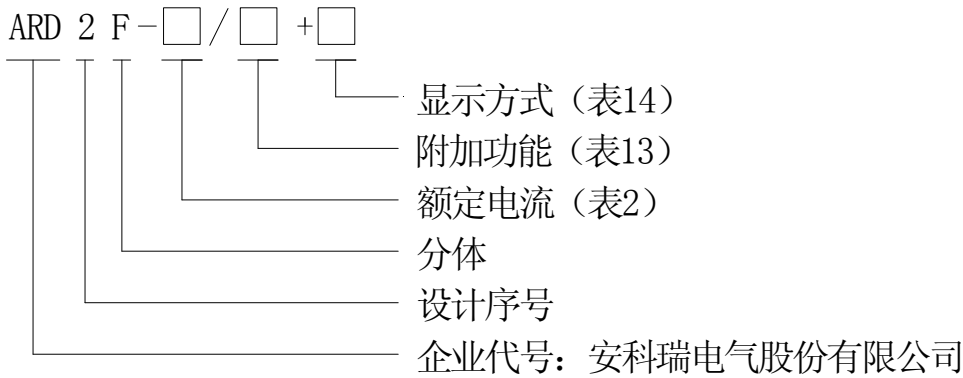 ARD 2 F-□/□ +□
显示方式（表14）
附加功能（表13）
额定电流（表2）
分体
设计序号
企业代号：安科瑞电气股份有限公司